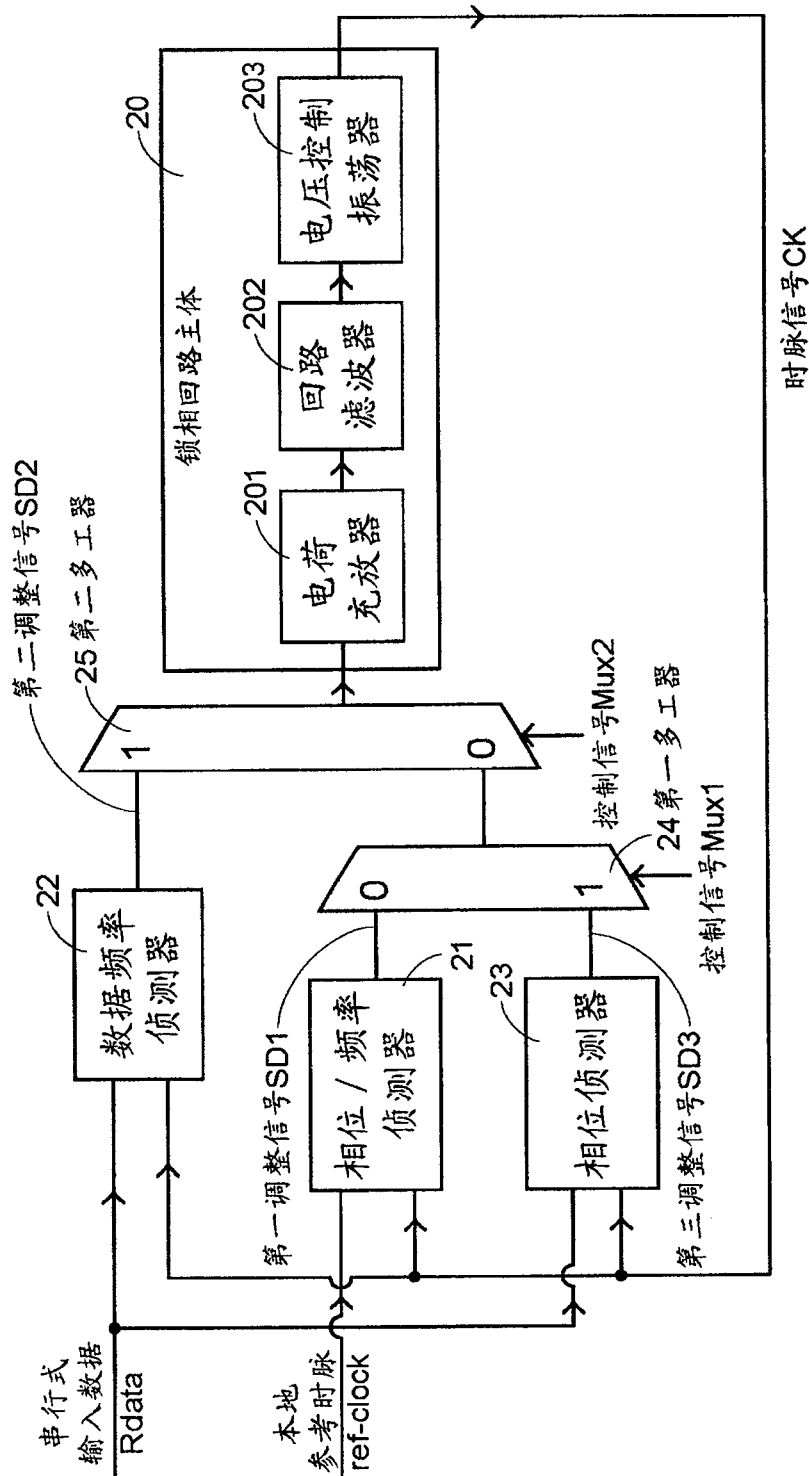 串行式
输入数据
Rdata
本地
参考时脉
ref-clock
22
数据频率
侦测器
第一调整信号SD1
相位/频率
侦测器
21
23
相位侦测器
第三调整信号SD3
第二调整信号SD2
25第二多工器
1
0
控制信号Mux2
0
1
24第一多工器
控制信号Mux1
20
锁相回路主体
201
电荷
充放器
202
回路
滤波器
203
电压控制
振荡器
时脉信号CK